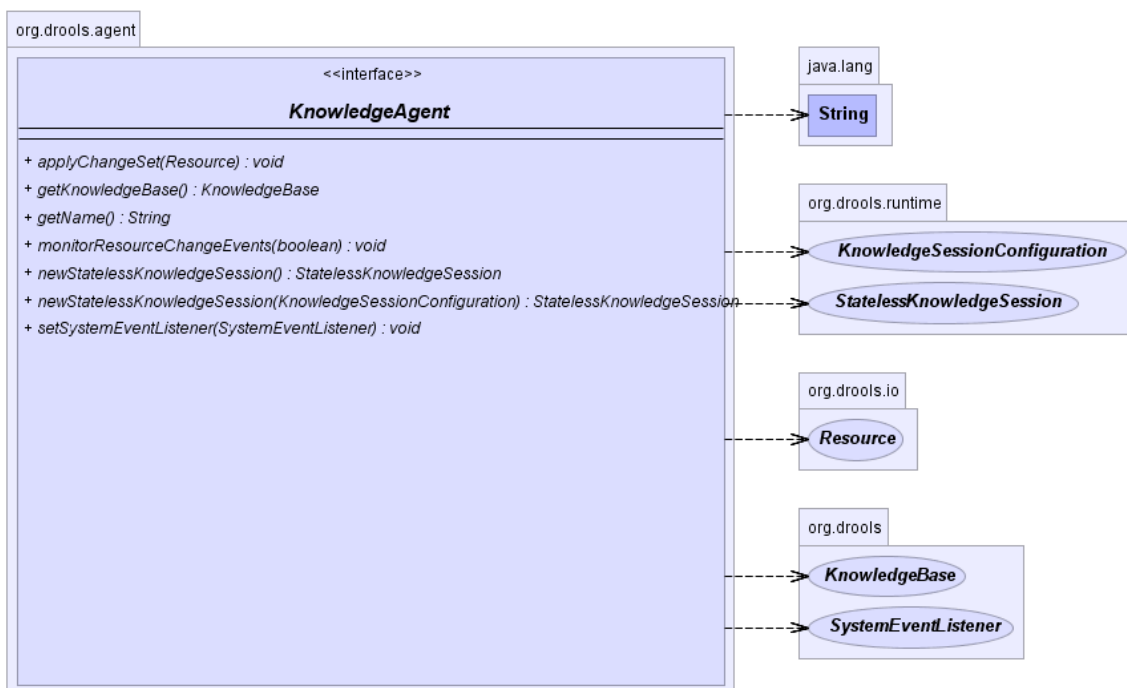 org.drools.agent
<<interface>>
KnowledgeAgent
+ applyChangeSet(Resource) : void
+ getKnowledgeBase() : KnowledgeBase
+ getName() : String
+ monitorResourceChangeEvents(boolean) : void
+ newStatelessKnowledgeSession() : StatelessKnowledgeSession
+ newStatelessKnowledgeSession(KnowledgeSessionConfiguration) : StatelessKnowledgeSession
+ setSystemEventListener(SystemEventListener) : void
java.lang
String
org.drools.runtime
KnowledgeSessionConfiguration
StatelessKnowledgeSession
org.drools.io
Resource
org.drools
KnowledgeBase
SystemEventListener